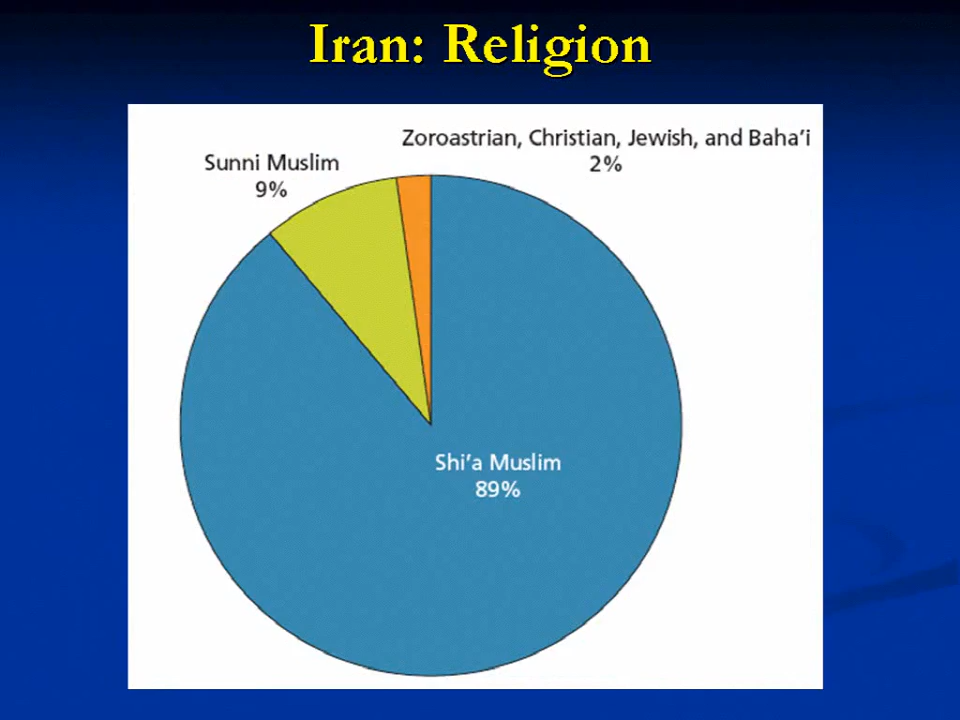 Iran: Religion
Zoroastrian, Christian, Jewish, and Baha'i
2%
Sunni Muslim
9%
Shi'a Muslim
89%